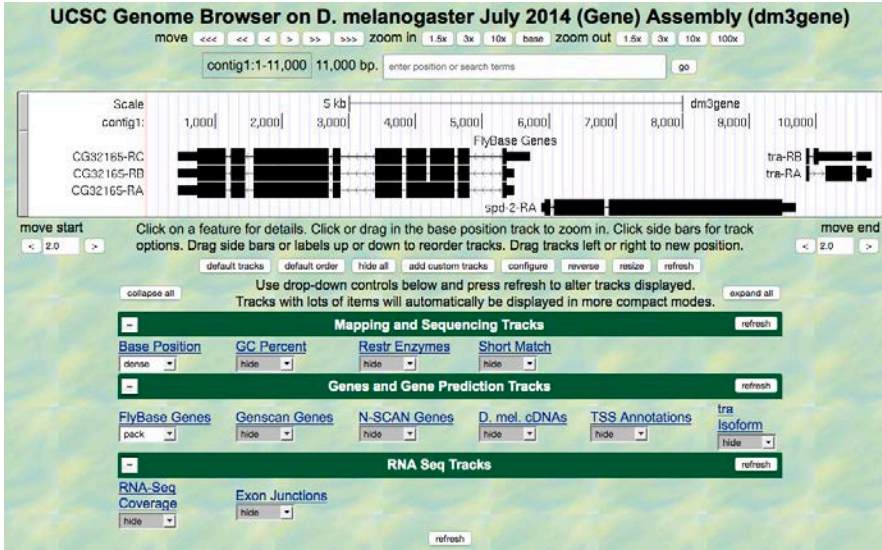 UCSC Genome Browser on D. melanogaster July 2014 (Gene) Assembly (dm3gene)
move <<< << < > >> >>> zoom in 1.5x 3x 10x base zoom out 1.5x 3x 10x 100x
contig1:1-11,000 11,000 bp. enter position or search terms go
Scale 5 kb dm3gene
contig1: 1,000 2,000 3,000 4,000 5,000 6,000 7,000 8,000 9,000 10,000
FlyBase Genes
CG32165-RC tra-RB
CG32165-RB tra-RA
CG32165-RA
spd-2-RA
move start Click on a feature for details. Click or drag in the base position track to zoom in. Click side bars for track move end
< 2.0 > options. Drag side bars or labels up or down to reorder tracks. Drag tracks left or right to new position. < 2.0 >
default tracks default order hide all add custom tracks configure reverse resize refresh
collapse all Use drop-down controls below and press refresh to alter tracks displayed. expand all
Tracks with lots of items will automatically be displayed in more compact modes.
- Mapping and Sequencing Tracks refresh
Base Position GC Percent Restr Enzymes Short Match
dense hide hide hide
- Genes and Gene Prediction Tracks refresh
FlyBase Genes Genscan Genes N-SCAN Genes D. mel. cDNAs TSS Annotations tra Isoform
pack hide hide hide hide hide
- RNA Seq Tracks refresh
RNA-Seq Coverage Exon Junctions
hide hide
refresh